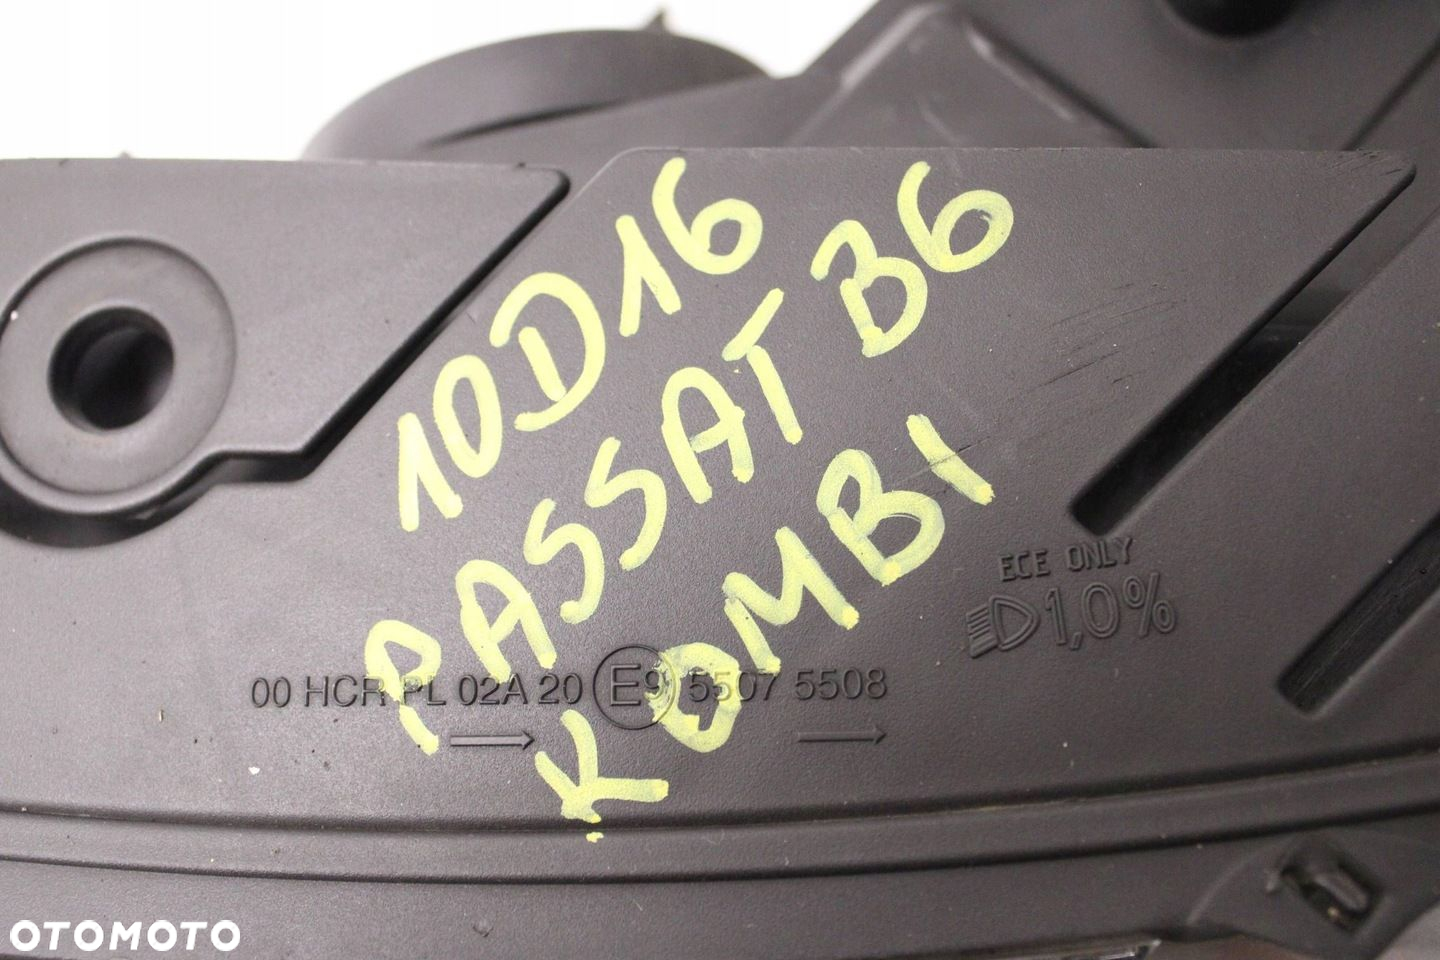 10D16
PASSAT B6
KOMBI
ECE ONLY
1,0%
00 HCR PL 02A 20 E9 5507 5508
OTOMOTO